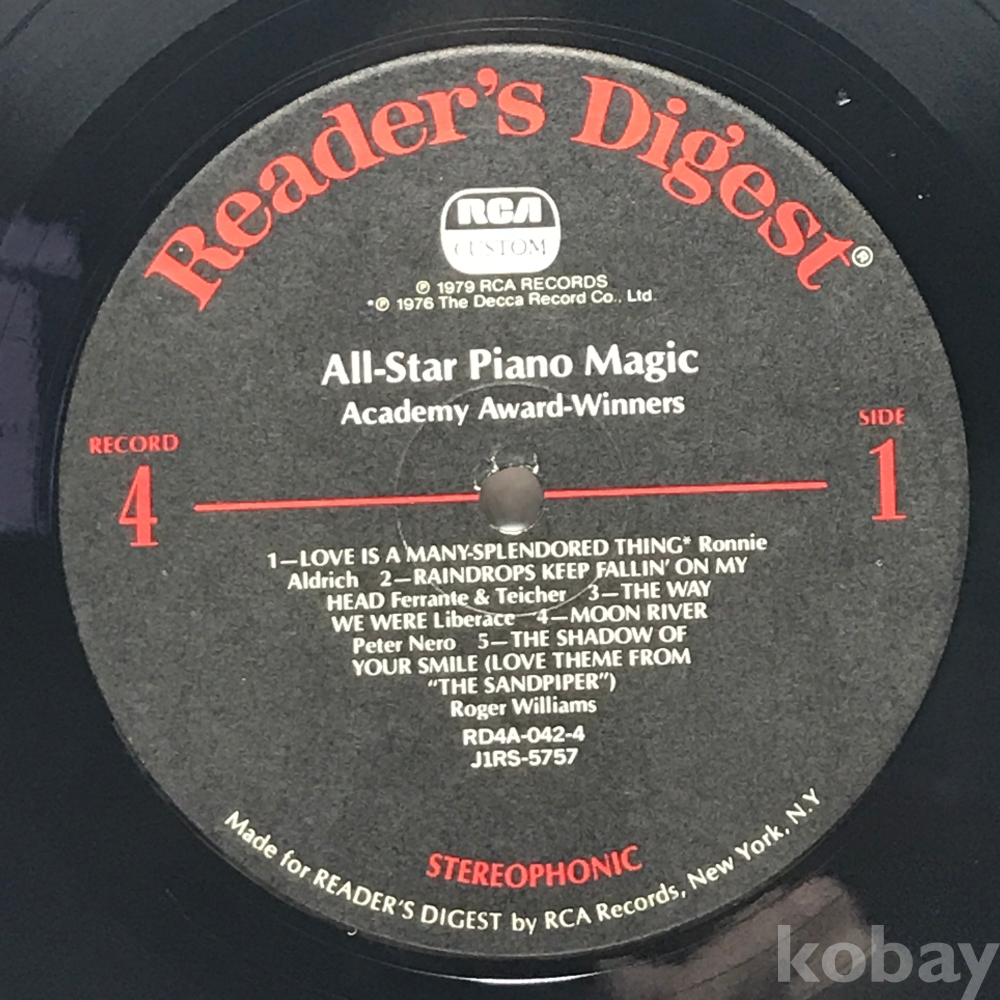 Reader's Digest®
RCA
CUSTOM
℗ 1979 RCA RECORDS
*℗ 1976 The Decca Record Co., Ltd.
All-Star Piano Magic
Academy Award-Winners
RECORD
4
SIDE
1
1—LOVE IS A MANY-SPLENDORED THING* Ronnie
Aldrich 2—RAINDROPS KEEP FALLIN' ON MY
HEAD Ferrante & Teicher 3—THE WAY
WE WERE Liberace 4—MOON RIVER
Peter Nero 5—THE SHADOW OF
YOUR SMILE (LOVE THEME FROM
"THE SANDPIPER")
Roger Williams
RD4A-042-4
J1RS-5757
STEREOPHONIC
Made for READER'S DIGEST by RCA Records, New York, N.Y
kobay